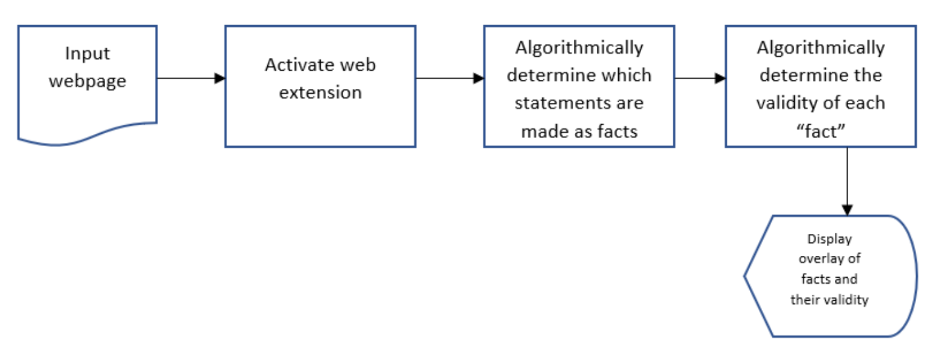 Input
webpage
Activate web
extension
Algorithmically
determine which
statements are
made as facts
Algorithmically
determine the
validity of each
“fact”
Display
overlay of
facts and
their validity